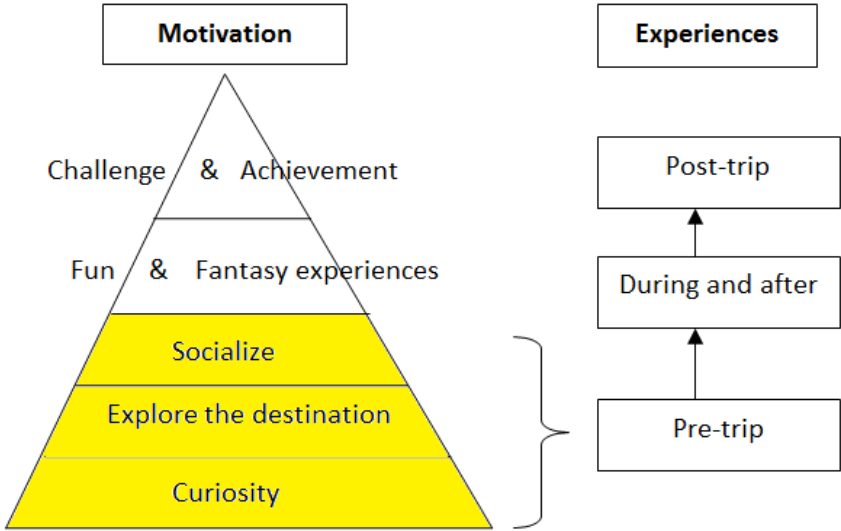 Motivation
Challenge & Achievement
Fun & Fantasy experiences
Socialize
Explore the destination
Curiosity
Experiences
Post-trip
During and after
Pre-trip